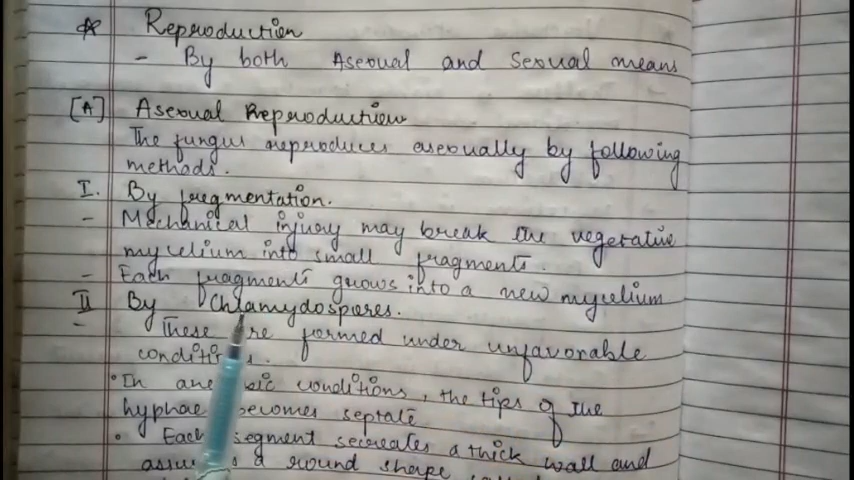 Reproduction
- By both Asexual and Sexual means
[A] Asexual Reproduction
The fungus reproduces asexually by following
methods.
I. By fragmentation.
- Mechanical injury may break the vegetative
mycelium into small fragments.
- Each fragments grows into a new mycelium
II By Chlamydospores.
- These are formed under unfavorable
conditions.
• In conditions, the tips of the
hyphae becomes septate
• Each segment secreates a thick wall and
a round shape